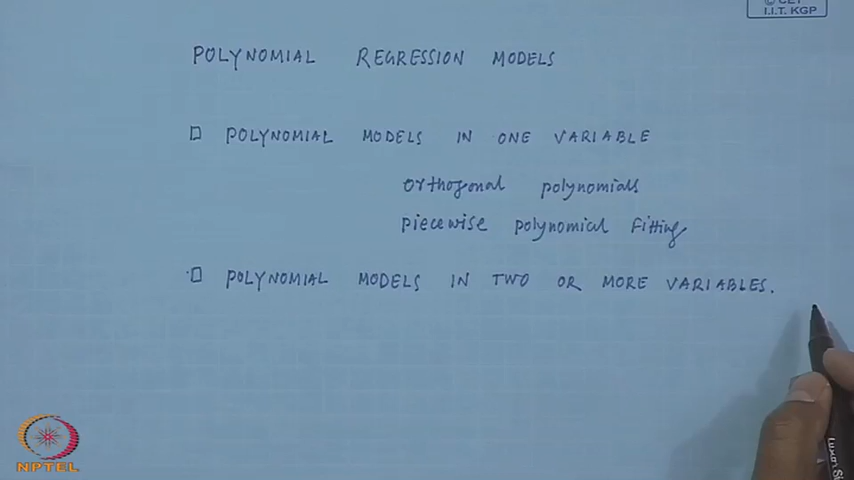 © CET
I.I.T. KGP
POLYNOMIAL REGRESSION MODELS
POLYNOMIAL MODELS IN ONE VARIABLE
orthogonal polynomials
piecewise polynomial fitting
POLYNOMIAL MODELS IN TWO OR MORE VARIABLES.
NPTEL